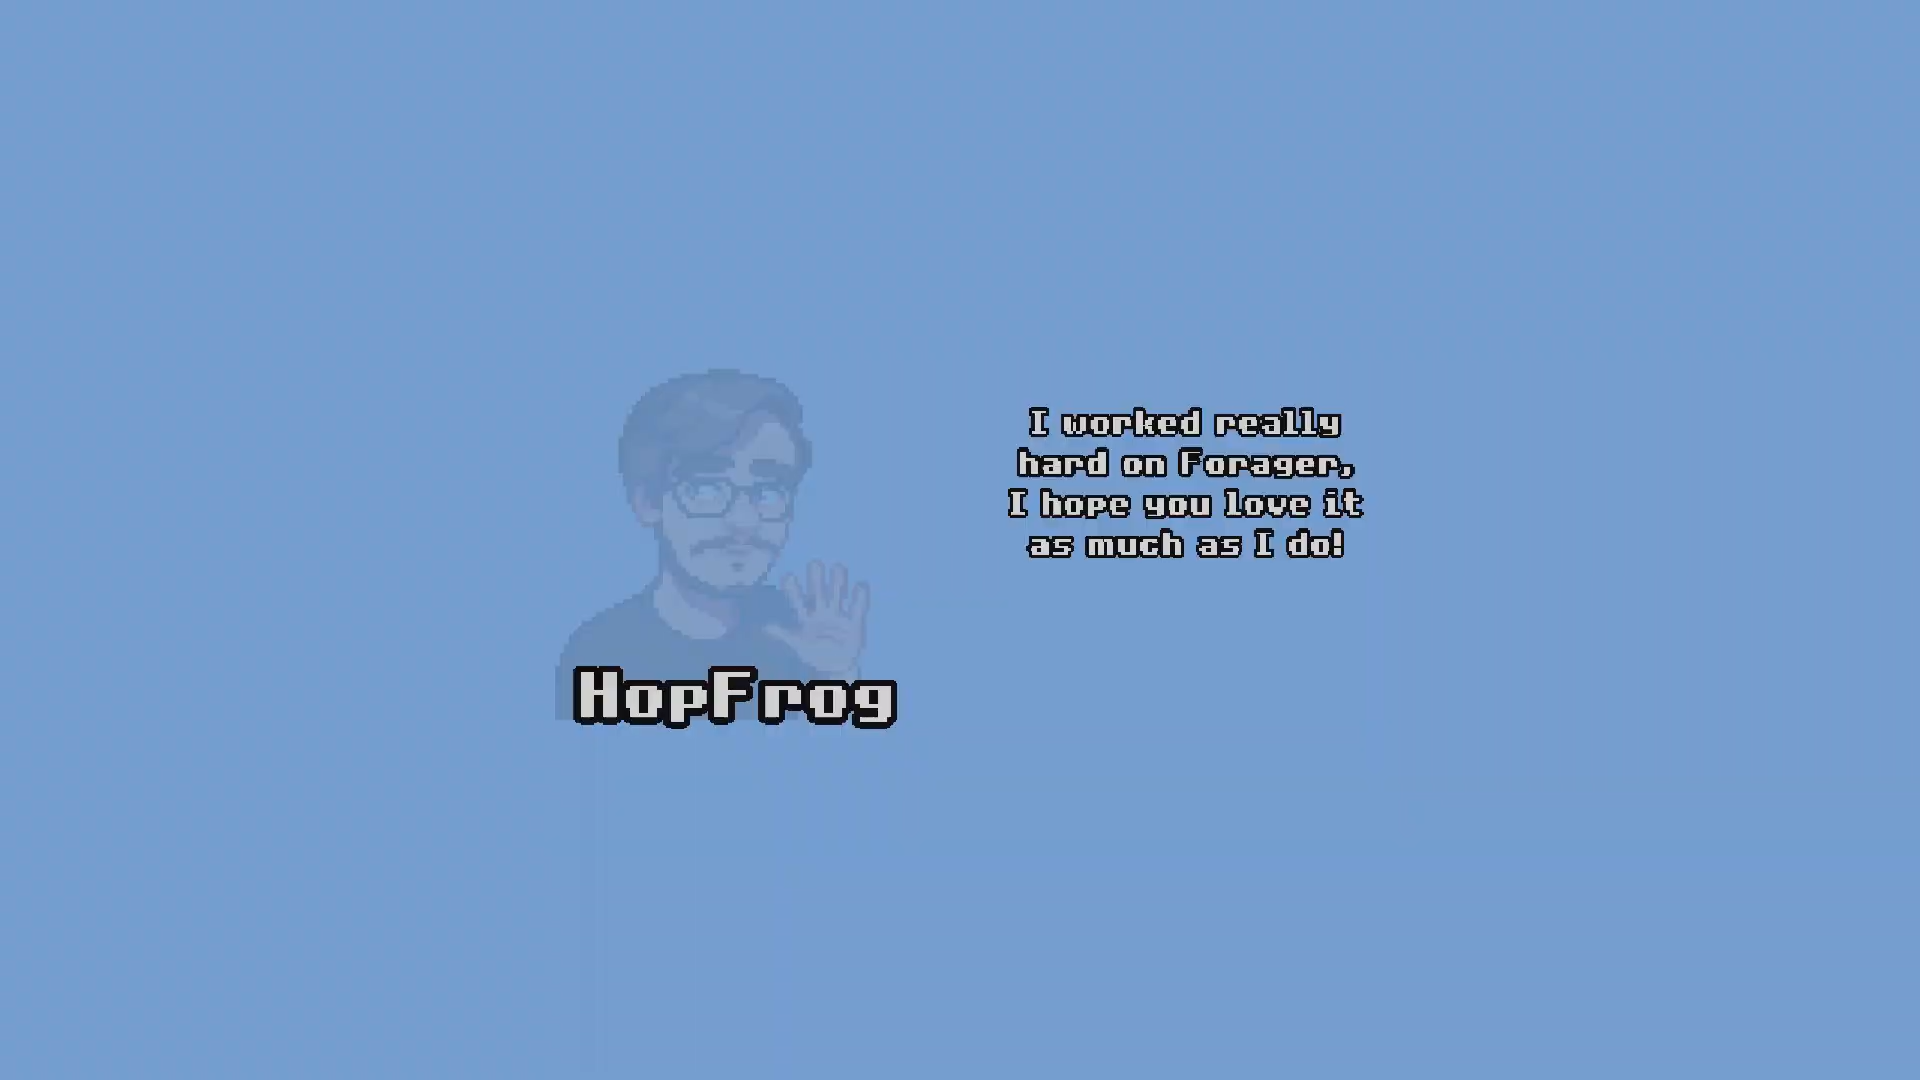 I worked really
hard on Forager,
I hope you love it
as much as I do!
HopFrog